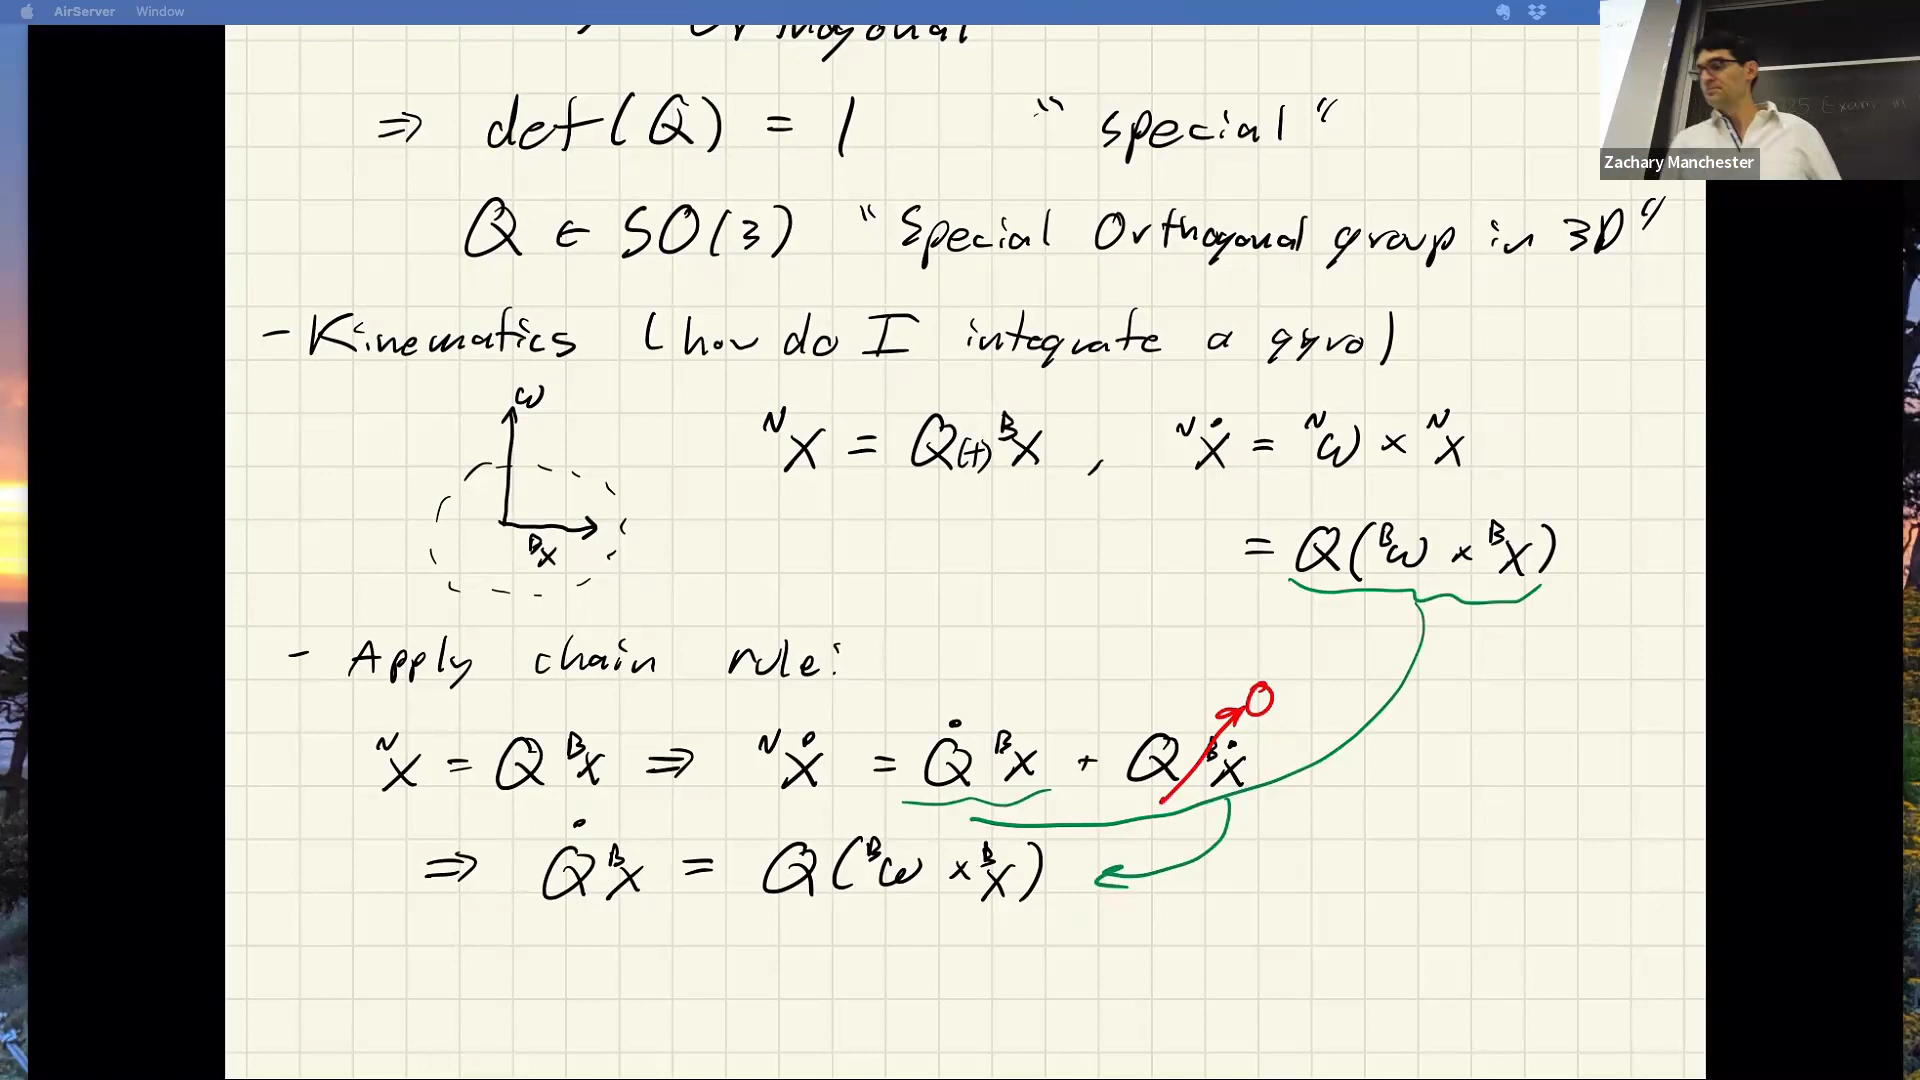 AirServer Window
Orthogonal
⇒ det(Q) = 1 "special"
Q ∈ SO(3) "Special Orthogonal group in 3D"
Zachary Manchester
- Kinematics (how do I integrate a gyro)
ω
ᴮx
ᴺx = Q(t) ᴮx , ᴺẋ = ᴺω × ᴺx
= Q(ᴮω × ᴮx)
- Apply chain rule:
0
ᴺx = Q ᴮx ⇒ ᴺẋ = Q̇ ᴮx + Q ᴮẋ
⇒ Q̇ ᴮx = Q(ᴮω × ᴮx)